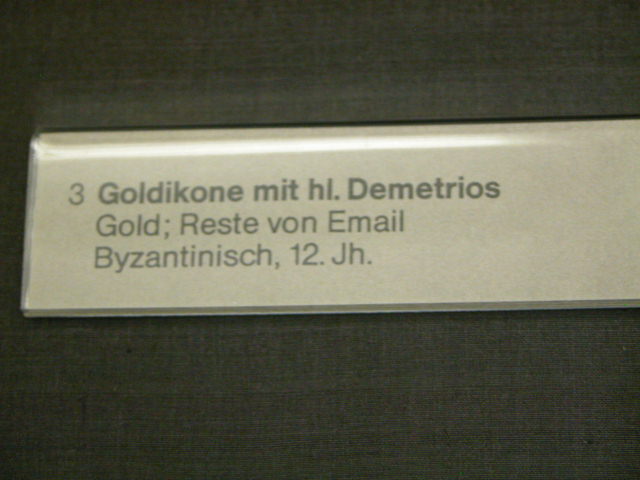 3 Goldikone mit hl. Demetrios
Gold; Reste von Email
Byzantinisch, 12. Jh.